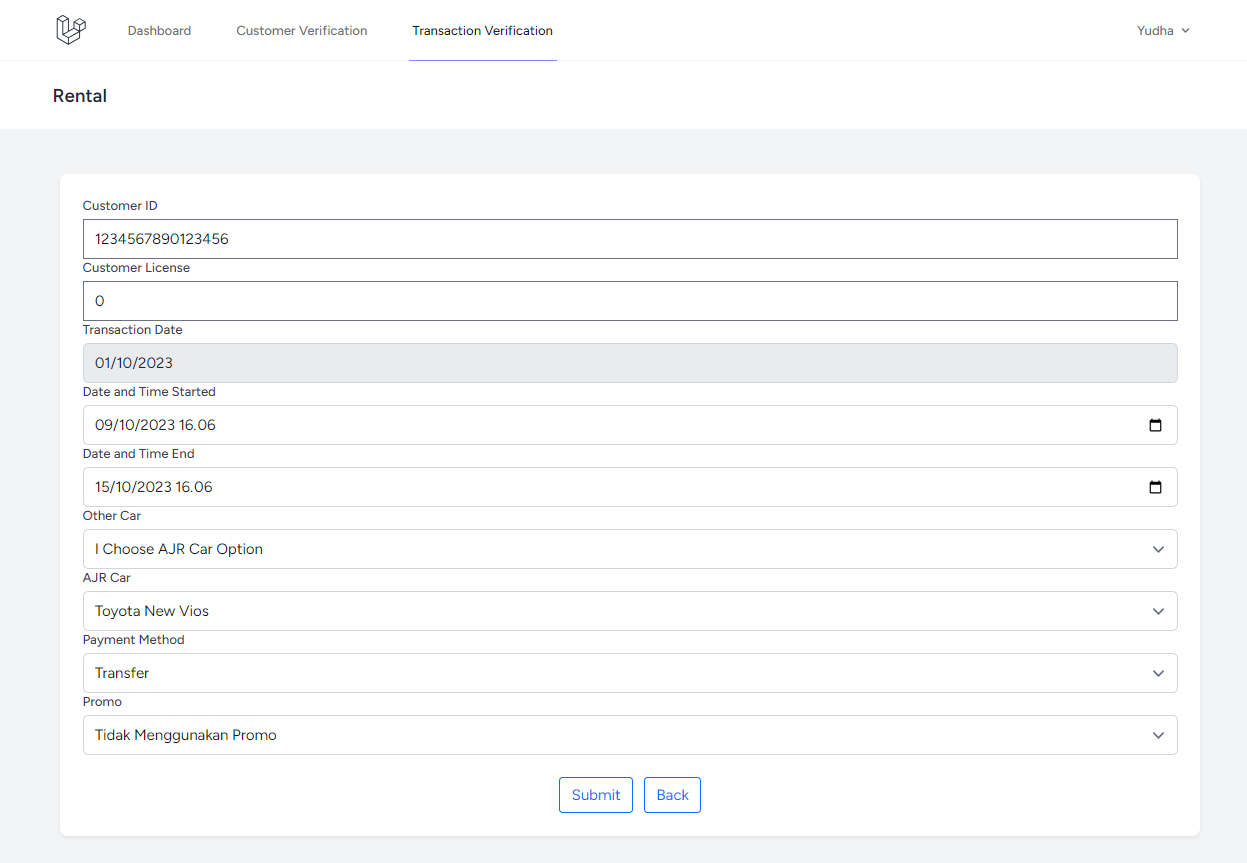 Dashboard Customer Verification Transaction Verification Yudha
Rental
Customer ID
1234567890123456
Customer License
0
Transaction Date
01/10/2023
Date and Time Started
09/10/2023 16.06
Date and Time End
15/10/2023 16.06
Other Car
I Choose AJR Car Option
AJR Car
Toyota New Vios
Payment Method
Transfer
Promo
Tidak Menggunakan Promo
Submit Back